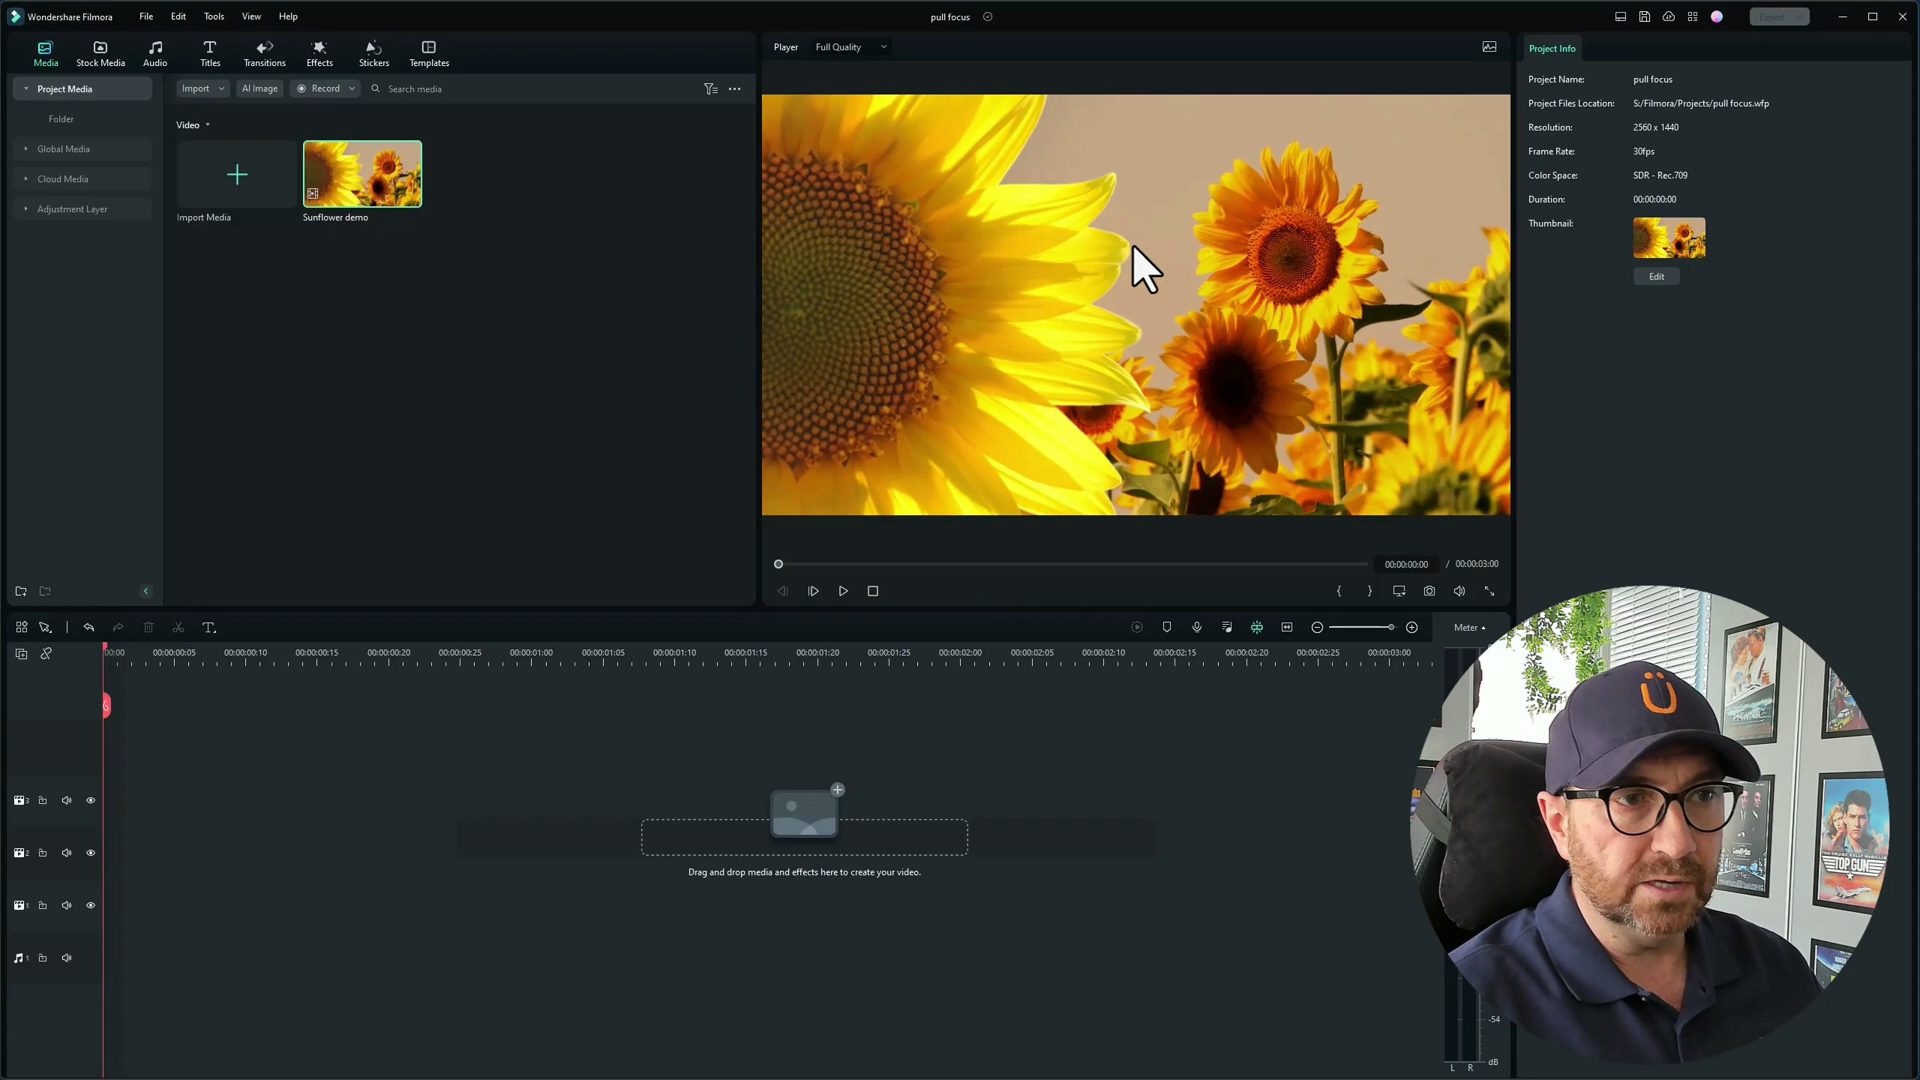 Wondershare Filmora File Edit Tools View Help
pull focus
Export
Media Stock Media Audio Titles Transitions Effects Stickers Templates
Player Full Quality
Project Info
Project Media
Folder
Global Media
Cloud Media
Adjustment Layer
Import AI Image Record Search media
Video
Import Media
Sunflower demo
Project Name: pull focus
Project Files Location: S:/Filmora/Projects/pull focus.wfp
Resolution: 2560 x 1440
Frame Rate: 30fps
Color Space: SDR - Rec.709
Duration: 00:00:00:00
Thumbnail:
Edit
00:00:00:00 / 00:00:03:00
{ }
Meter
00:00 00:00:00:05 00:00:00:10 00:00:00:15 00:00:00:20 00:00:00:25 00:00:01:00 00:00:01:05 00:00:01:10 00:00:01:15 00:00:01:20 00:00:01:25 00:00:02:00 00:00:02:05 00:00:02:10 00:00:02:15 00:00:02:20 00:00:02:25 00:00:03:00
3
2
1
1
Drag and drop media and effects here to create your video.
-54
dB
L R
Ü
TOP GUN